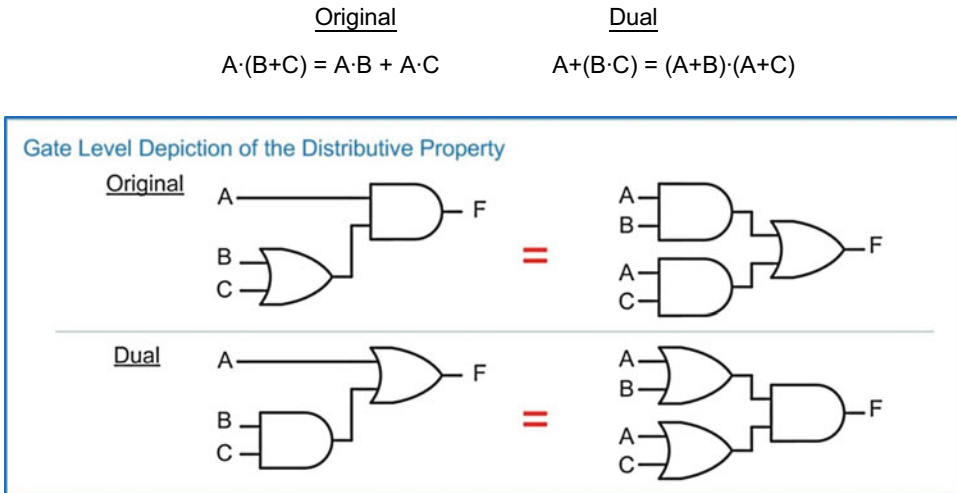 Original Dual
A·(B+C) = A·B + A·C A+(B·C) = (A+B)·(A+C)
Gate Level Depiction of the Distributive Property
Original
A
B
C
F
=
A
B
A
C
F
Dual
A
B
C
F
=
A
B
A
C
F